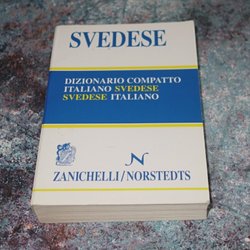 SVEDESE
DIZIONARIO COMPATTO
ITALIANO SVEDESE
SVEDESE ITALIANO
N
ZANICHELLI/NORSTEDTS